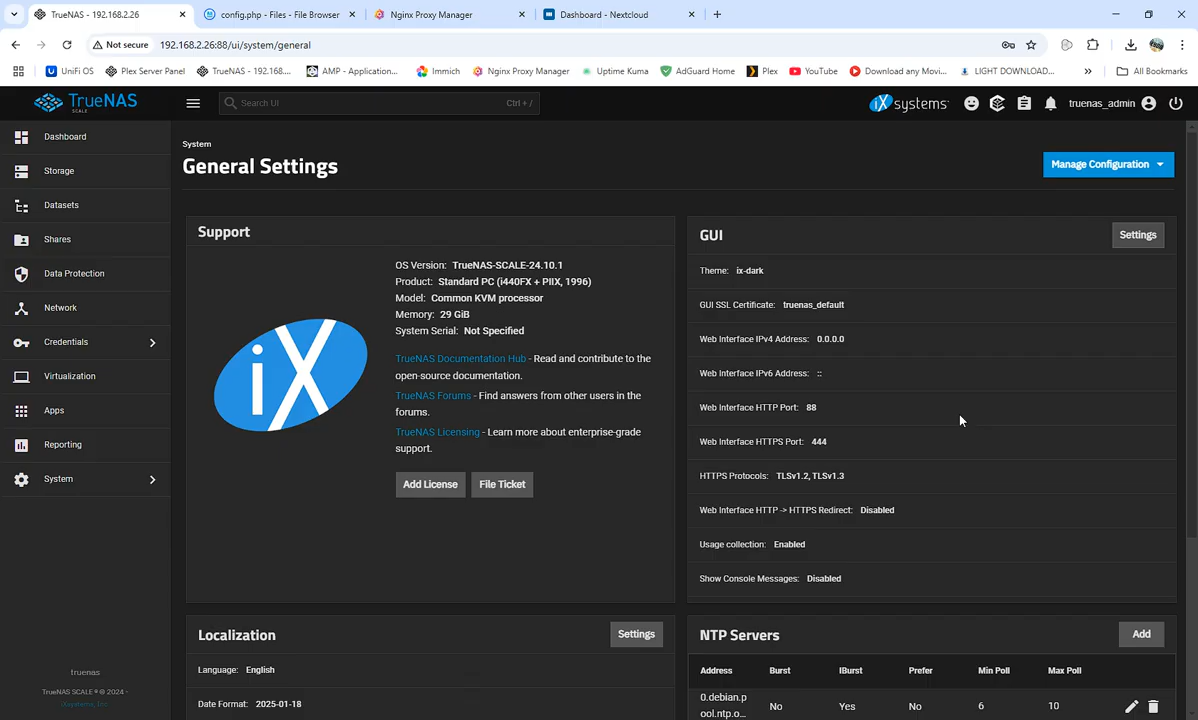 TrueNAS - 192.168.2.26
config.php - Files - File Browser
Nginx Proxy Manager
Dashboard - Nextcloud
Not secure
192.168.2.26:88/ui/system/general
UniFi OS
Plex Server Panel
TrueNAS - 192.168....
AMP - Application...
Immich
Nginx Proxy Manager
Uptime Kuma
AdGuard Home
Plex
YouTube
Download any Movi...
LIGHT DOWNLOAD...
All Bookmarks
TrueNAS
SCALE
Search UI
Ctrl + /
iXsystems
truenas_admin
Dashboard
Storage
Datasets
Shares
Data Protection
Network
Credentials
Virtualization
Apps
Reporting
System
truenas
TrueNAS SCALE ® © 2024 -
iXsystems, Inc
System
General Settings
Manage Configuration
Support
iX
OS Version: TrueNAS-SCALE-24.10.1
Product: Standard PC (i440FX + PIIX, 1996)
Model: Common KVM processor
Memory: 29 GiB
System Serial: Not Specified
TrueNAS Documentation Hub - Read and contribute to the
open-source documentation.
TrueNAS Forums - Find answers from other users in the
forums.
TrueNAS Licensing - Learn more about enterprise-grade
support.
Add License
File Ticket
GUI
Settings
Theme: ix-dark
GUI SSL Certificate: truenas_default
Web Interface IPv4 Address: 0.0.0.0
Web Interface IPv6 Address: ::
Web Interface HTTP Port: 88
Web Interface HTTPS Port: 444
HTTPS Protocols: TLSv1.2, TLSv1.3
Web Interface HTTP -> HTTPS Redirect: Disabled
Usage collection: Enabled
Show Console Messages: Disabled
Localization
Settings
Language: English
Date Format: 2025-01-18
NTP Servers
Add
Address
Burst
IBurst
Prefer
Min Poll
Max Poll
0.debian.p
ool.ntp.o...
No
Yes
No
6
10